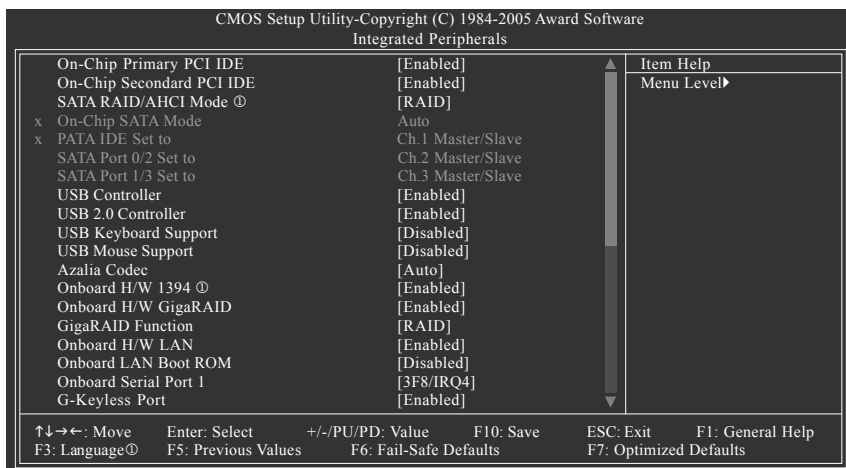 CMOS Setup Utility-Copyright (C) 1984-2005 Award Software
Integrated Peripherals
On-Chip Primary PCI IDE [Enabled] ▲ Item Help
On-Chip Secondard PCI IDE [Enabled] Menu Level▶
SATA RAID/AHCI Mode ① [RAID]
x On-Chip SATA Mode Auto
x PATA IDE Set to Ch.1 Master/Slave
SATA Port 0/2 Set to Ch.2 Master/Slave
SATA Port 1/3 Set to Ch.3 Master/Slave
USB Controller [Enabled]
USB 2.0 Controller [Enabled]
USB Keyboard Support [Disabled]
USB Mouse Support [Disabled]
Azalia Codec [Auto]
Onboard H/W 1394 ① [Enabled]
Onboard H/W GigaRAID [Enabled]
GigaRAID Function [RAID]
Onboard H/W LAN [Enabled]
Onboard LAN Boot ROM [Disabled]
Onboard Serial Port 1 [3F8/IRQ4]
G-Keyless Port [Enabled] ▼
↑↓→←: Move Enter: Select +/-/PU/PD: Value F10: Save ESC: Exit F1: General Help
F3: Language① F5: Previous Values F6: Fail-Safe Defaults F7: Optimized Defaults